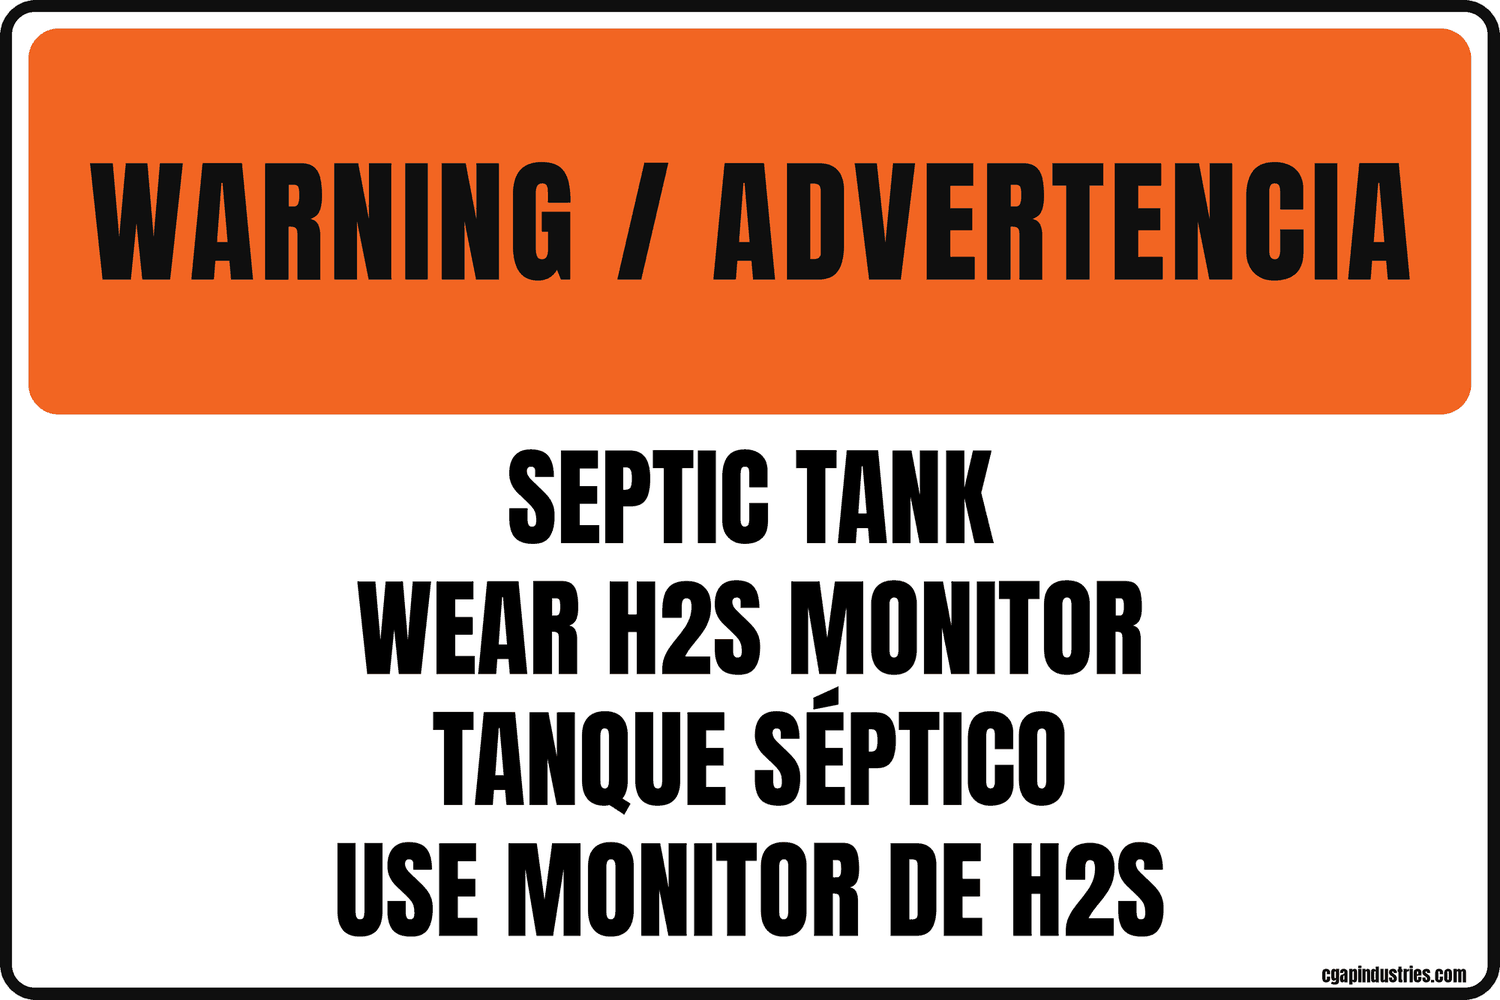 WARNING / ADVERTENCIA
SEPTIC TANK
WEAR H2S MONITOR
TANQUE SÉPTICO
USE MONITOR DE H2S
cgapindustries.com